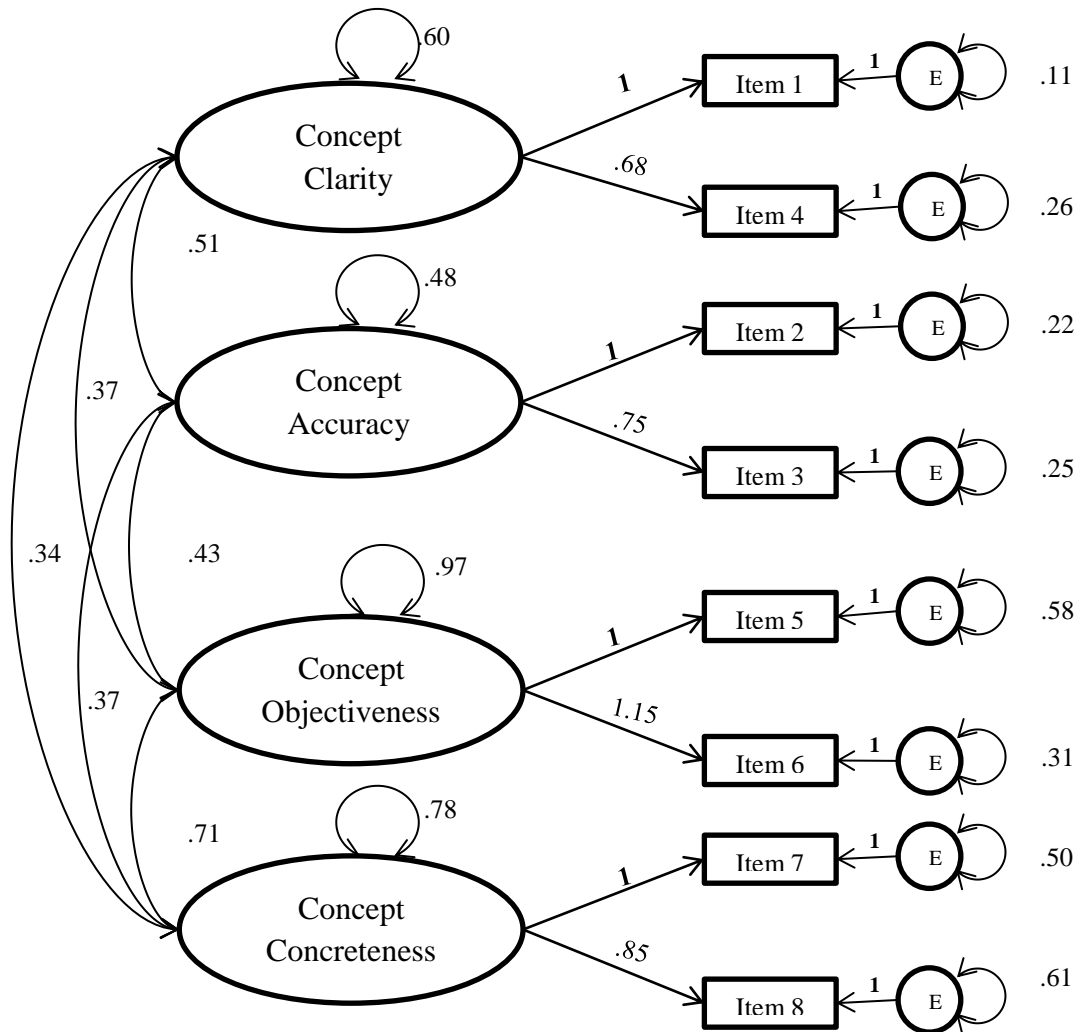 .60
1
Item 1
1
E
.11
Concept
Clarity
.68
Item 4
1
E
.26
.51
.48
1
Item 2
1
E
.22
Concept
Accuracy
.37
.75
Item 3
1
E
.25
.34
.43
.97
1
Item 5
1
E
.58
Concept
Objectiveness
.37
1.15
Item 6
1
E
.31
.71
.78
1
Item 7
1
E
.50
Concept
Concreteness
.85
Item 8
1
E
.61